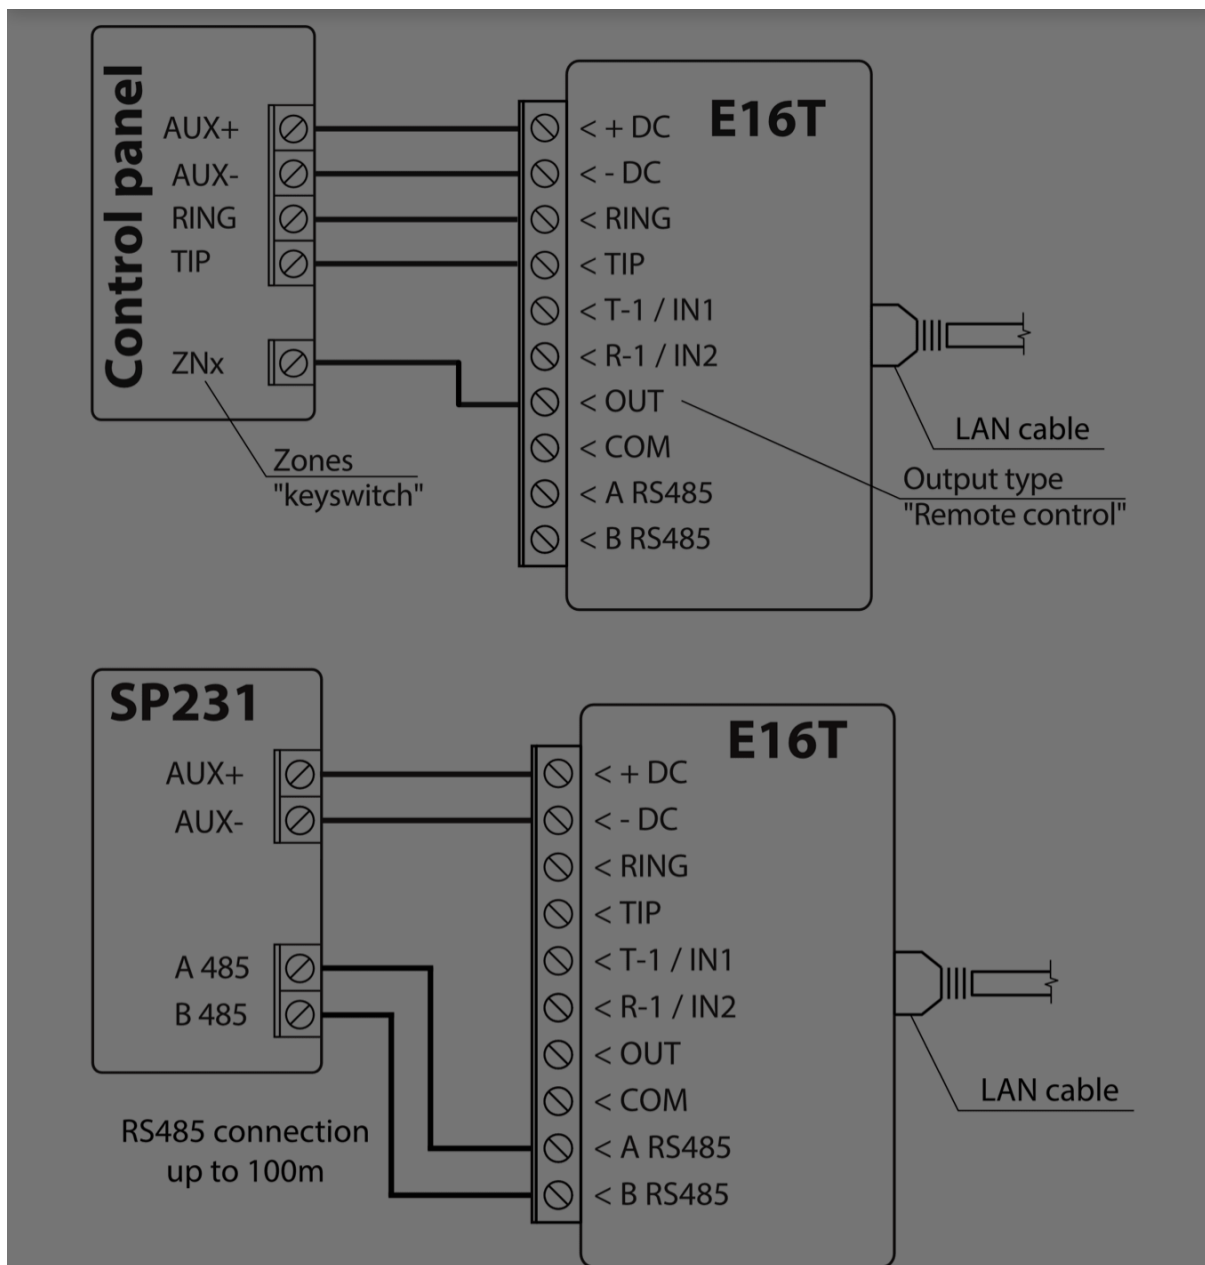 Control panel
AUX+
AUX-
RING
TIP
ZNx
Zones
"keyswitch"
E16T
< + DC
< - DC
< RING
< TIP
< T-1 / IN1
< R-1 / IN2
< OUT
< COM
< A RS485
< B RS485
LAN cable
Output type
"Remote control"
SP231
AUX+
AUX-
A 485
B 485
RS485 connection
up to 100m
E16T
< + DC
< - DC
< RING
< TIP
< T-1 / IN1
< R-1 / IN2
< OUT
< COM
< A RS485
< B RS485
LAN cable